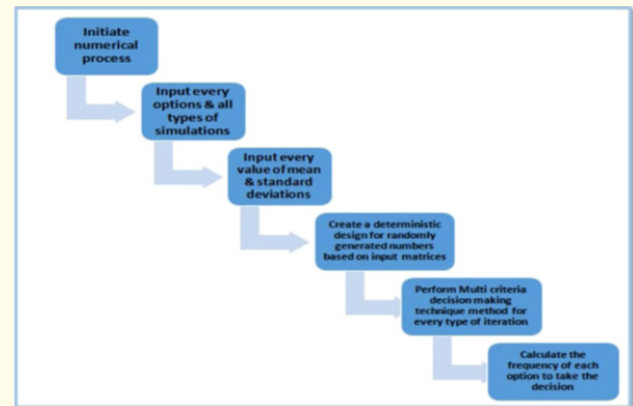 Initiate
numerical
process
Input every
options & all
types of
simulations
Input every
value of mean
& standard
deviations
Create a deterministic
design for randomly
generated numbers
based on input matrices
Perform Multi criteria
decision making
technique method for
every type of iteration
Calculate the
frequency of each
option to take the
decision